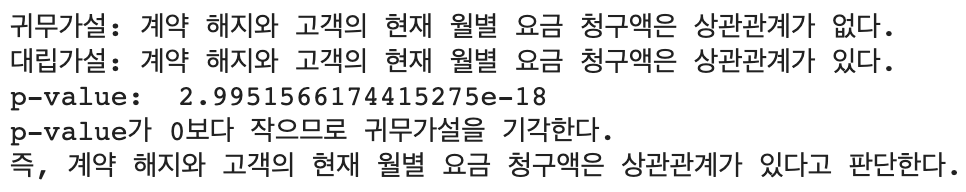 귀무가설: 계약 해지와 고객의 현재 월별 요금 청구액은 상관관계가 없다.
대립가설: 계약 해지와 고객의 현재 월별 요금 청구액은 상관관계가 있다.
p-value:  2.9951566174415275e-18
p-value가 0보다 작으므로 귀무가설을 기각한다.
즉, 계약 해지와 고객의 현재 월별 요금 청구액은 상관관계가 있다고 판단한다.